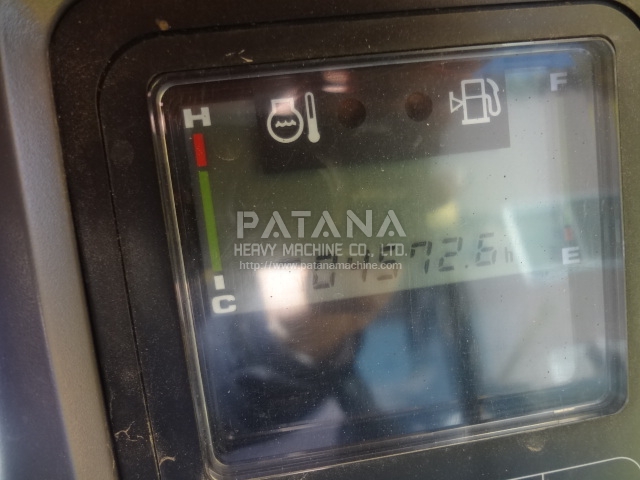 H
F
PATANA
HEAVY MACHINE CO., LTD.
http://www.patanamachine.com
E
C